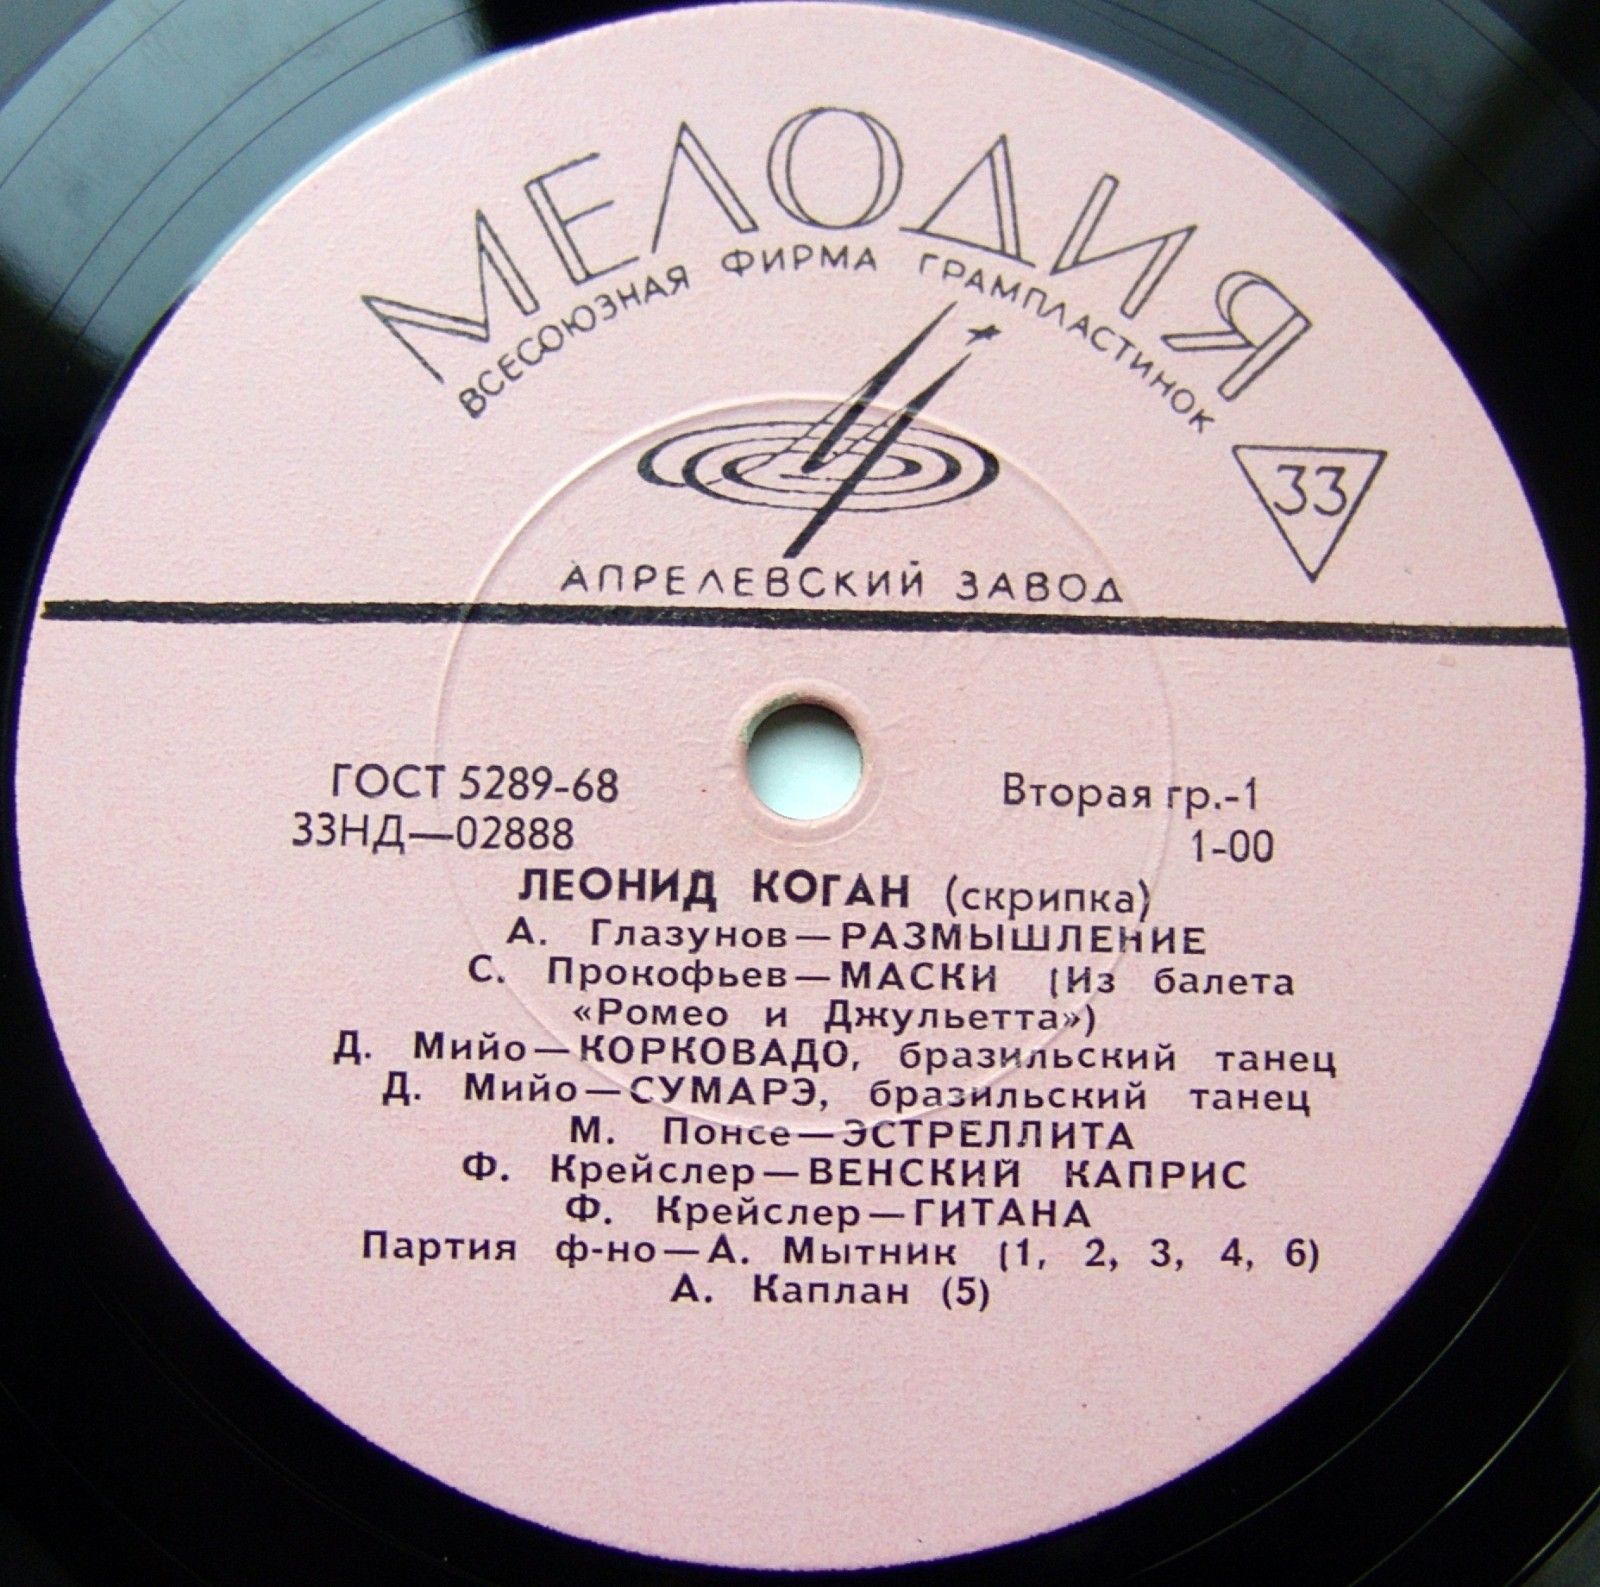 МЕЛОДИЯ
ВСЕСОЮЗНАЯ ФИРМА ГРАМПЛАСТИНОК
33
АПРЕЛЕВСКИЙ ЗАВОД
ГОСТ 5289-68
Вторая гр.-1
33НД—02888
1-00
ЛЕОНИД КОГАН (скрипка)
А. Глазунов—РАЗМЫШЛЕНИЕ
С. Прокофьев—МАСКИ (Из балета
«Ромео и Джульетта»)
Д. Мийо—КОРКОВАДО, бразильский танец
Д. Мийо—СУМАРЭ, бразильский танец
М. Понсе—ЭСТРЕЛЛИТА
Ф. Крейслер—ВЕНСКИЙ КАПРИС
Ф. Крейслер—ГИТАНА
Партия ф-но—А. Мытник (1, 2, 3, 4, 6)
А. Каплан (5)